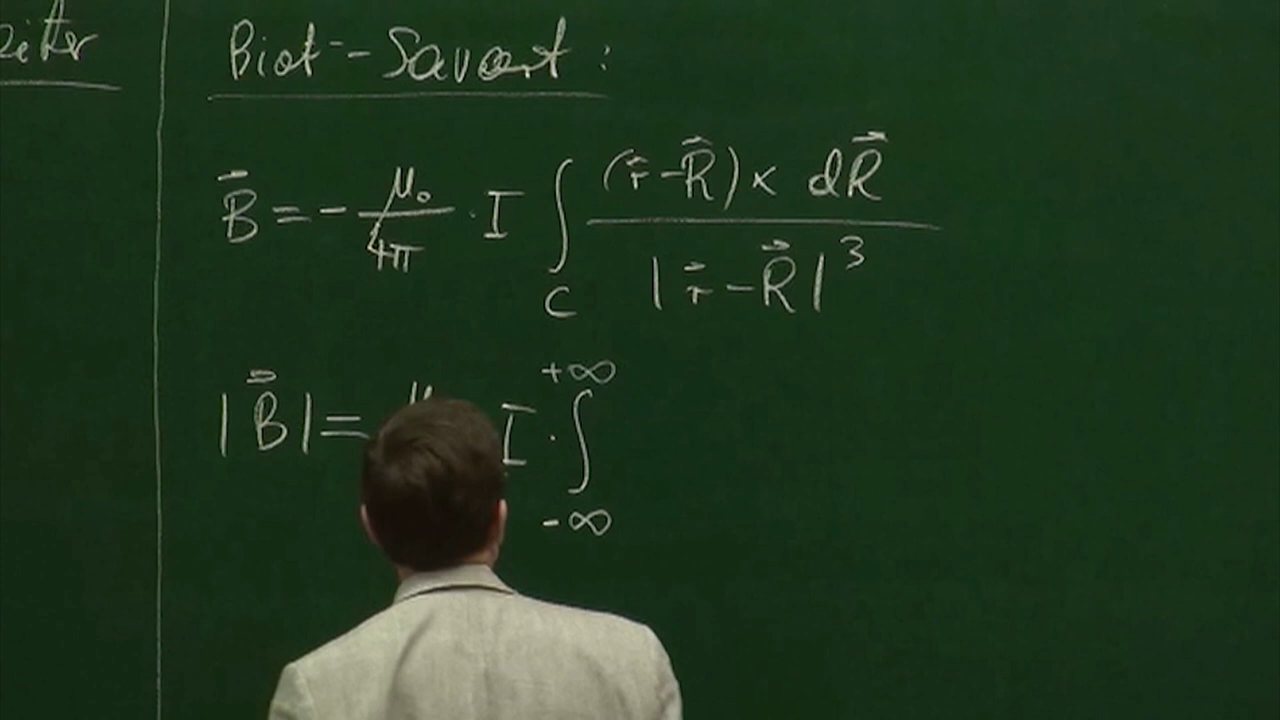 Biot-Savart:
B⃗ = - μ₀/4π · I ∫_C (r⃗-R⃗) × dR⃗ / |r⃗-R⃗|³
|B⃗| = μ I · ∫_{-∞}^{+∞}